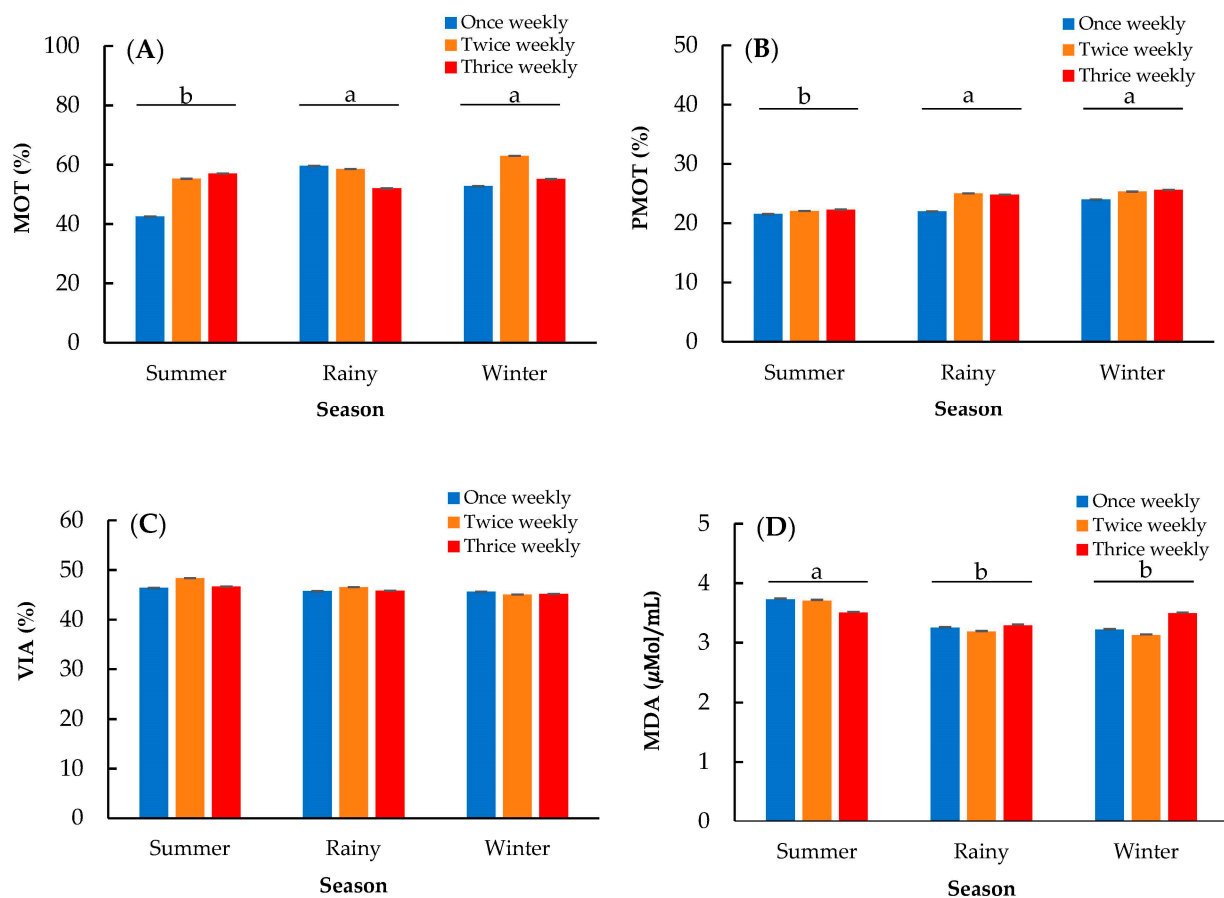 (A)
Once weekly
Twice weekly
Thrice weekly
MOT (%)
100
80
60
40
20
0
b
a
a
Summer
Rainy
Winter
Season
(B)
Once weekly
Twice weekly
Thrice weekly
PMOT (%)
50
40
30
20
10
0
b
a
a
Summer
Rainy
Winter
Season
(C)
Once weekly
Twice weekly
Thrice weekly
VIA (%)
60
50
40
30
20
10
0
Summer
Rainy
Winter
Season
(D)
Once weekly
Twice weekly
Thrice weekly
MDA (μMol/mL)
5
4
3
2
1
0
a
b
b
Summer
Rainy
Winter
Season